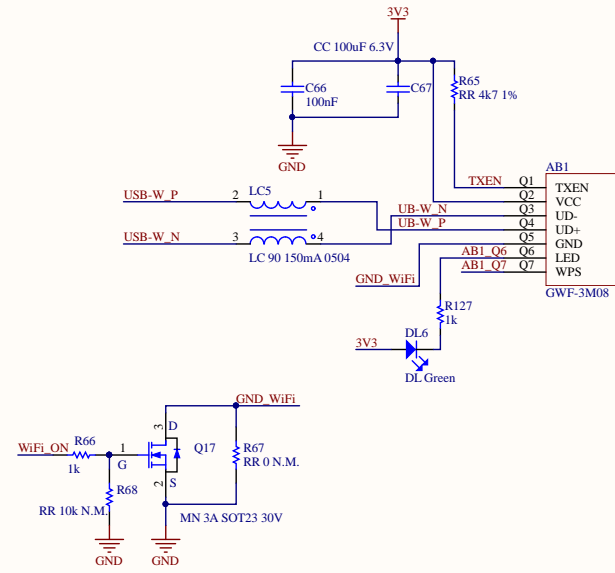 3V3
CC 100uF 6.3V
C66
100nF
C67
R65
RR 4k7 1%
GND
AB1
TXEN Q1 TXEN
Q2 VCC
UB-W_N Q3 UD-
UB-W_P Q4 UD+
Q5 GND
AB1_Q6 Q6 LED
AB1_Q7 Q7 WPS
GWF-3M08
USB-W_P 2 LC5 1
USB-W_N 3 4
LC 90 150mA 0504
GND_WiFi
R127
1k
3V3
DL6
DL Green
GND_WiFi
3 D
WiFi_ON R66
1k
1
G
Q17
R67
RR 0 N.M.
2 S
R68
RR 10k N.M.
MN 3A SOT23 30V
GND
GND